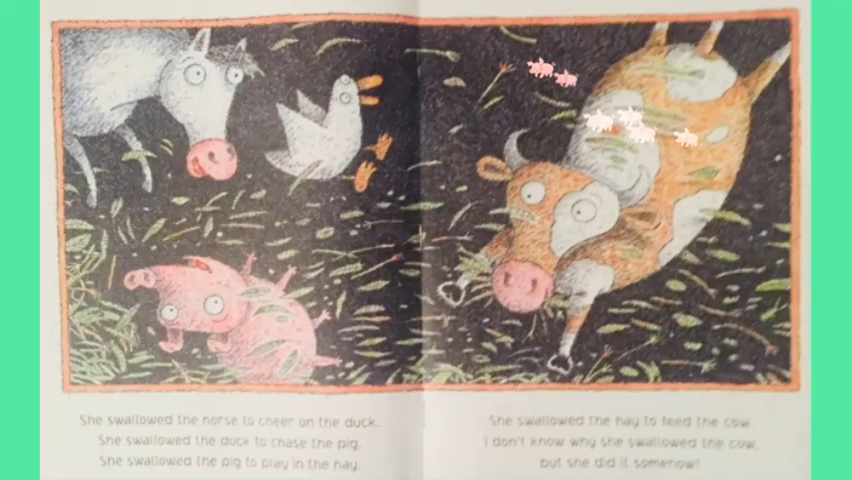 She swallowed the horse to cheer on the duck.
She swallowed the duck to chase the pig.
She swallowed the pig to play in the hay.
She swallowed the hay to feed the cow.
I don't know why she swallowed the cow,
but she did it somehow!